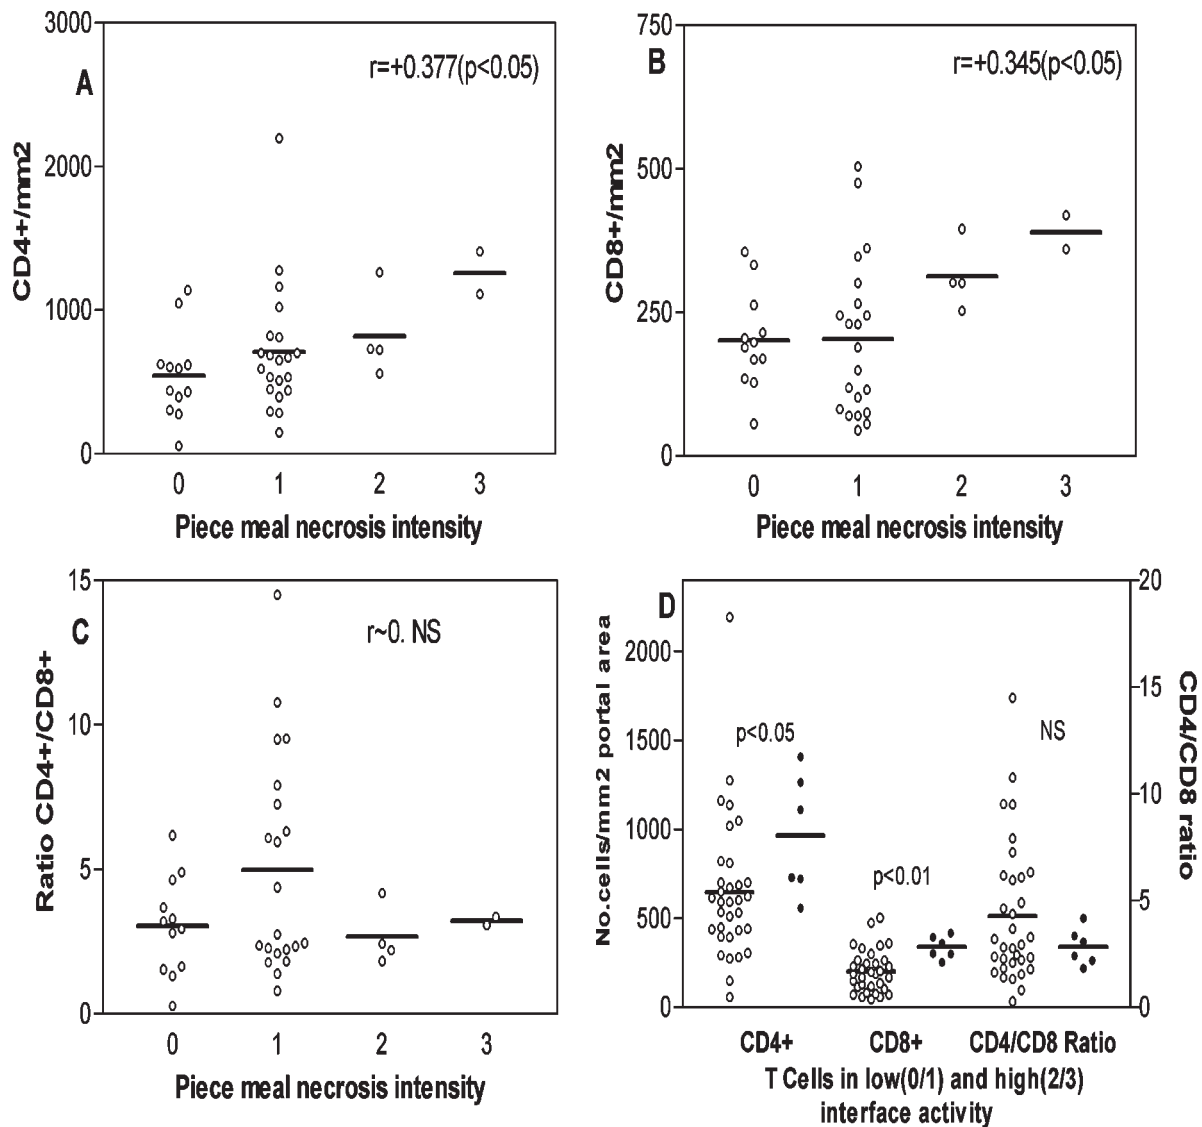 3000
2000
1000
0
A
r=+0.377(p<0.05)
CD4+/mm2
0 1 2 3
Piece meal necrosis intensity
750
500
250
0
B
r=+0.345(p<0.05)
CD8+/mm2
0 1 2 3
Piece meal necrosis intensity
15
10
5
0
C
r~0. NS
Ratio CD4+/CD8+
0 1 2 3
Piece meal necrosis intensity
2000
1500
1000
500
0
D
20
15
10
5
0
No.cells/mm2 portal area
CD4/CD8 ratio
p<0.05
p<0.01
NS
CD4+ CD8+ CD4/CD8 Ratio
T Cells in low(0/1) and high(2/3)
interface activity